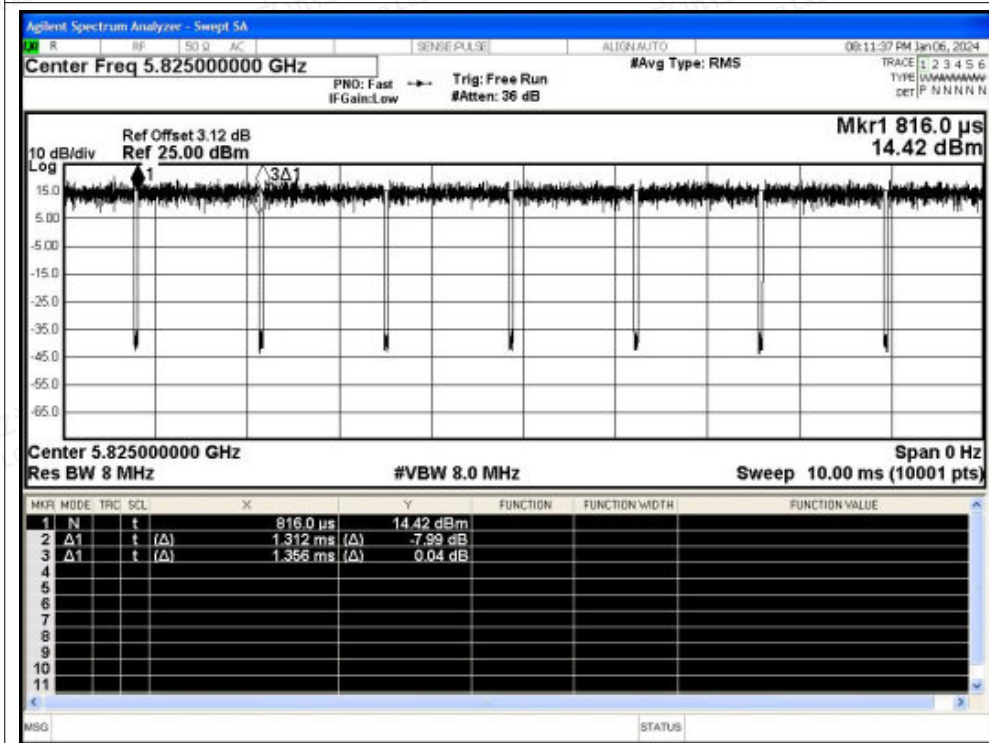 Agilent Spectrum Analyzer - Swept SA
R RF 50 Ω AC SENSE:PULSE ALIGN AUTO 08:11:37 PM Jan 06, 2024
Center Freq 5.825000000 GHz #Avg Type: RMS TRACE 1 2 3 4 5 6
PNO: Fast Trig: Free Run TYPE
IFGain:Low #Atten: 36 dB DET P N N N N N
Mkr1 816.0 µs
Ref Offset 3.12 dB
10 dB/div Ref 25.00 dBm 14.42 dBm
Log
1 3Δ1
15.0
5.00
-5.00
-15.0
-25.0
-35.0
-45.0
-55.0
-65.0
Center 5.825000000 GHz Span 0 Hz
Res BW 8 MHz #VBW 8.0 MHz Sweep 10.00 ms (10001 pts)
MKR MODE TRC SCL X Y FUNCTION FUNCTION WIDTH FUNCTION VALUE
1 N t 816.0 µs 14.42 dBm
2 Δ1 t (Δ) 1.312 ms (Δ) -7.99 dB
3 Δ1 t (Δ) 1.356 ms (Δ) 0.04 dB
4
5
6
7
8
9
10
11
MSG STATUS